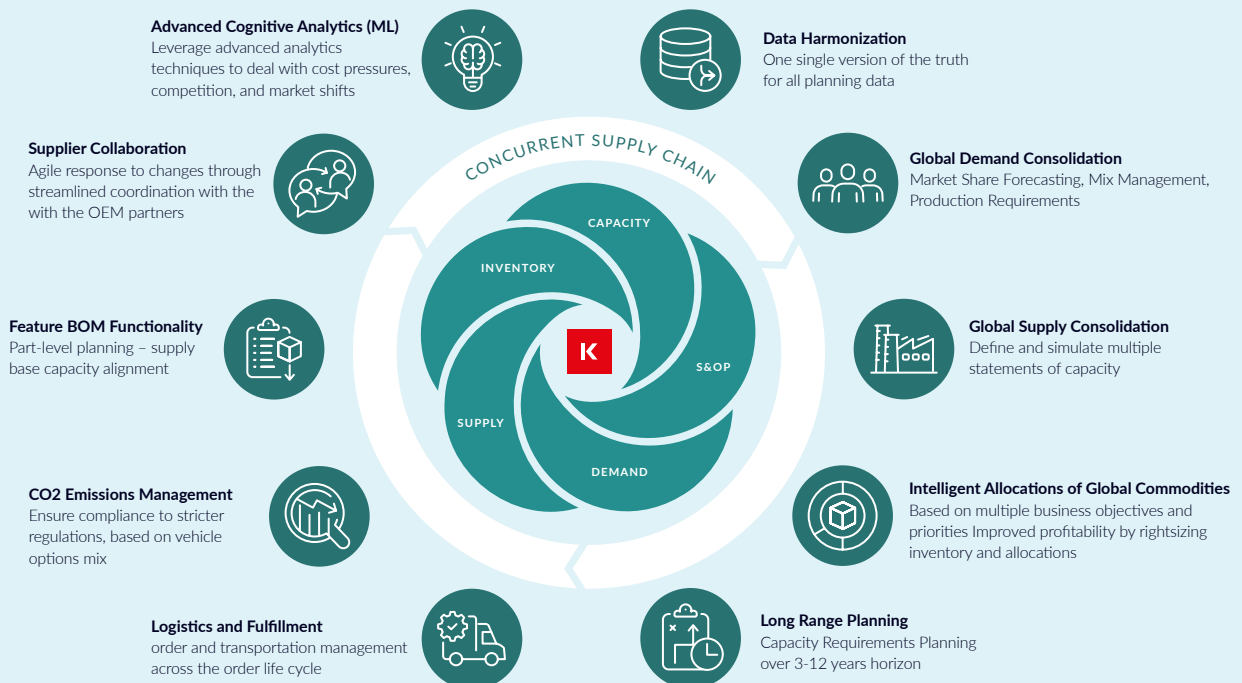 Advanced Cognitive Analytics (ML)
Leverage advanced analytics
techniques to deal with cost pressures,
competition, and market shifts
Data Harmonization
One single version of the truth
for all planning data
Supplier Collaboration
Agile response to changes through
streamlined coordination with the
with the OEM partners
Global Demand Consolidation
Market Share Forecasting, Mix Management,
Production Requirements
Feature BOM Functionality
Part-level planning – supply
base capacity alignment
Global Supply Consolidation
Define and simulate multiple
statements of capacity
CO2 Emissions Management
Ensure compliance to stricter
regulations, based on vehicle
options mix
Intelligent Allocations of Global Commodities
Based on multiple business objectives and
priorities Improved profitability by rightsizing
inventory and allocations
Logistics and Fulfillment
order and transportation management
across the order life cycle
Long Range Planning
Capacity Requirements Planning
over 3-12 years horizon
CONCURRENT SUPPLY CHAIN
CAPACITY
INVENTORY
S&OP
SUPPLY
DEMAND
K